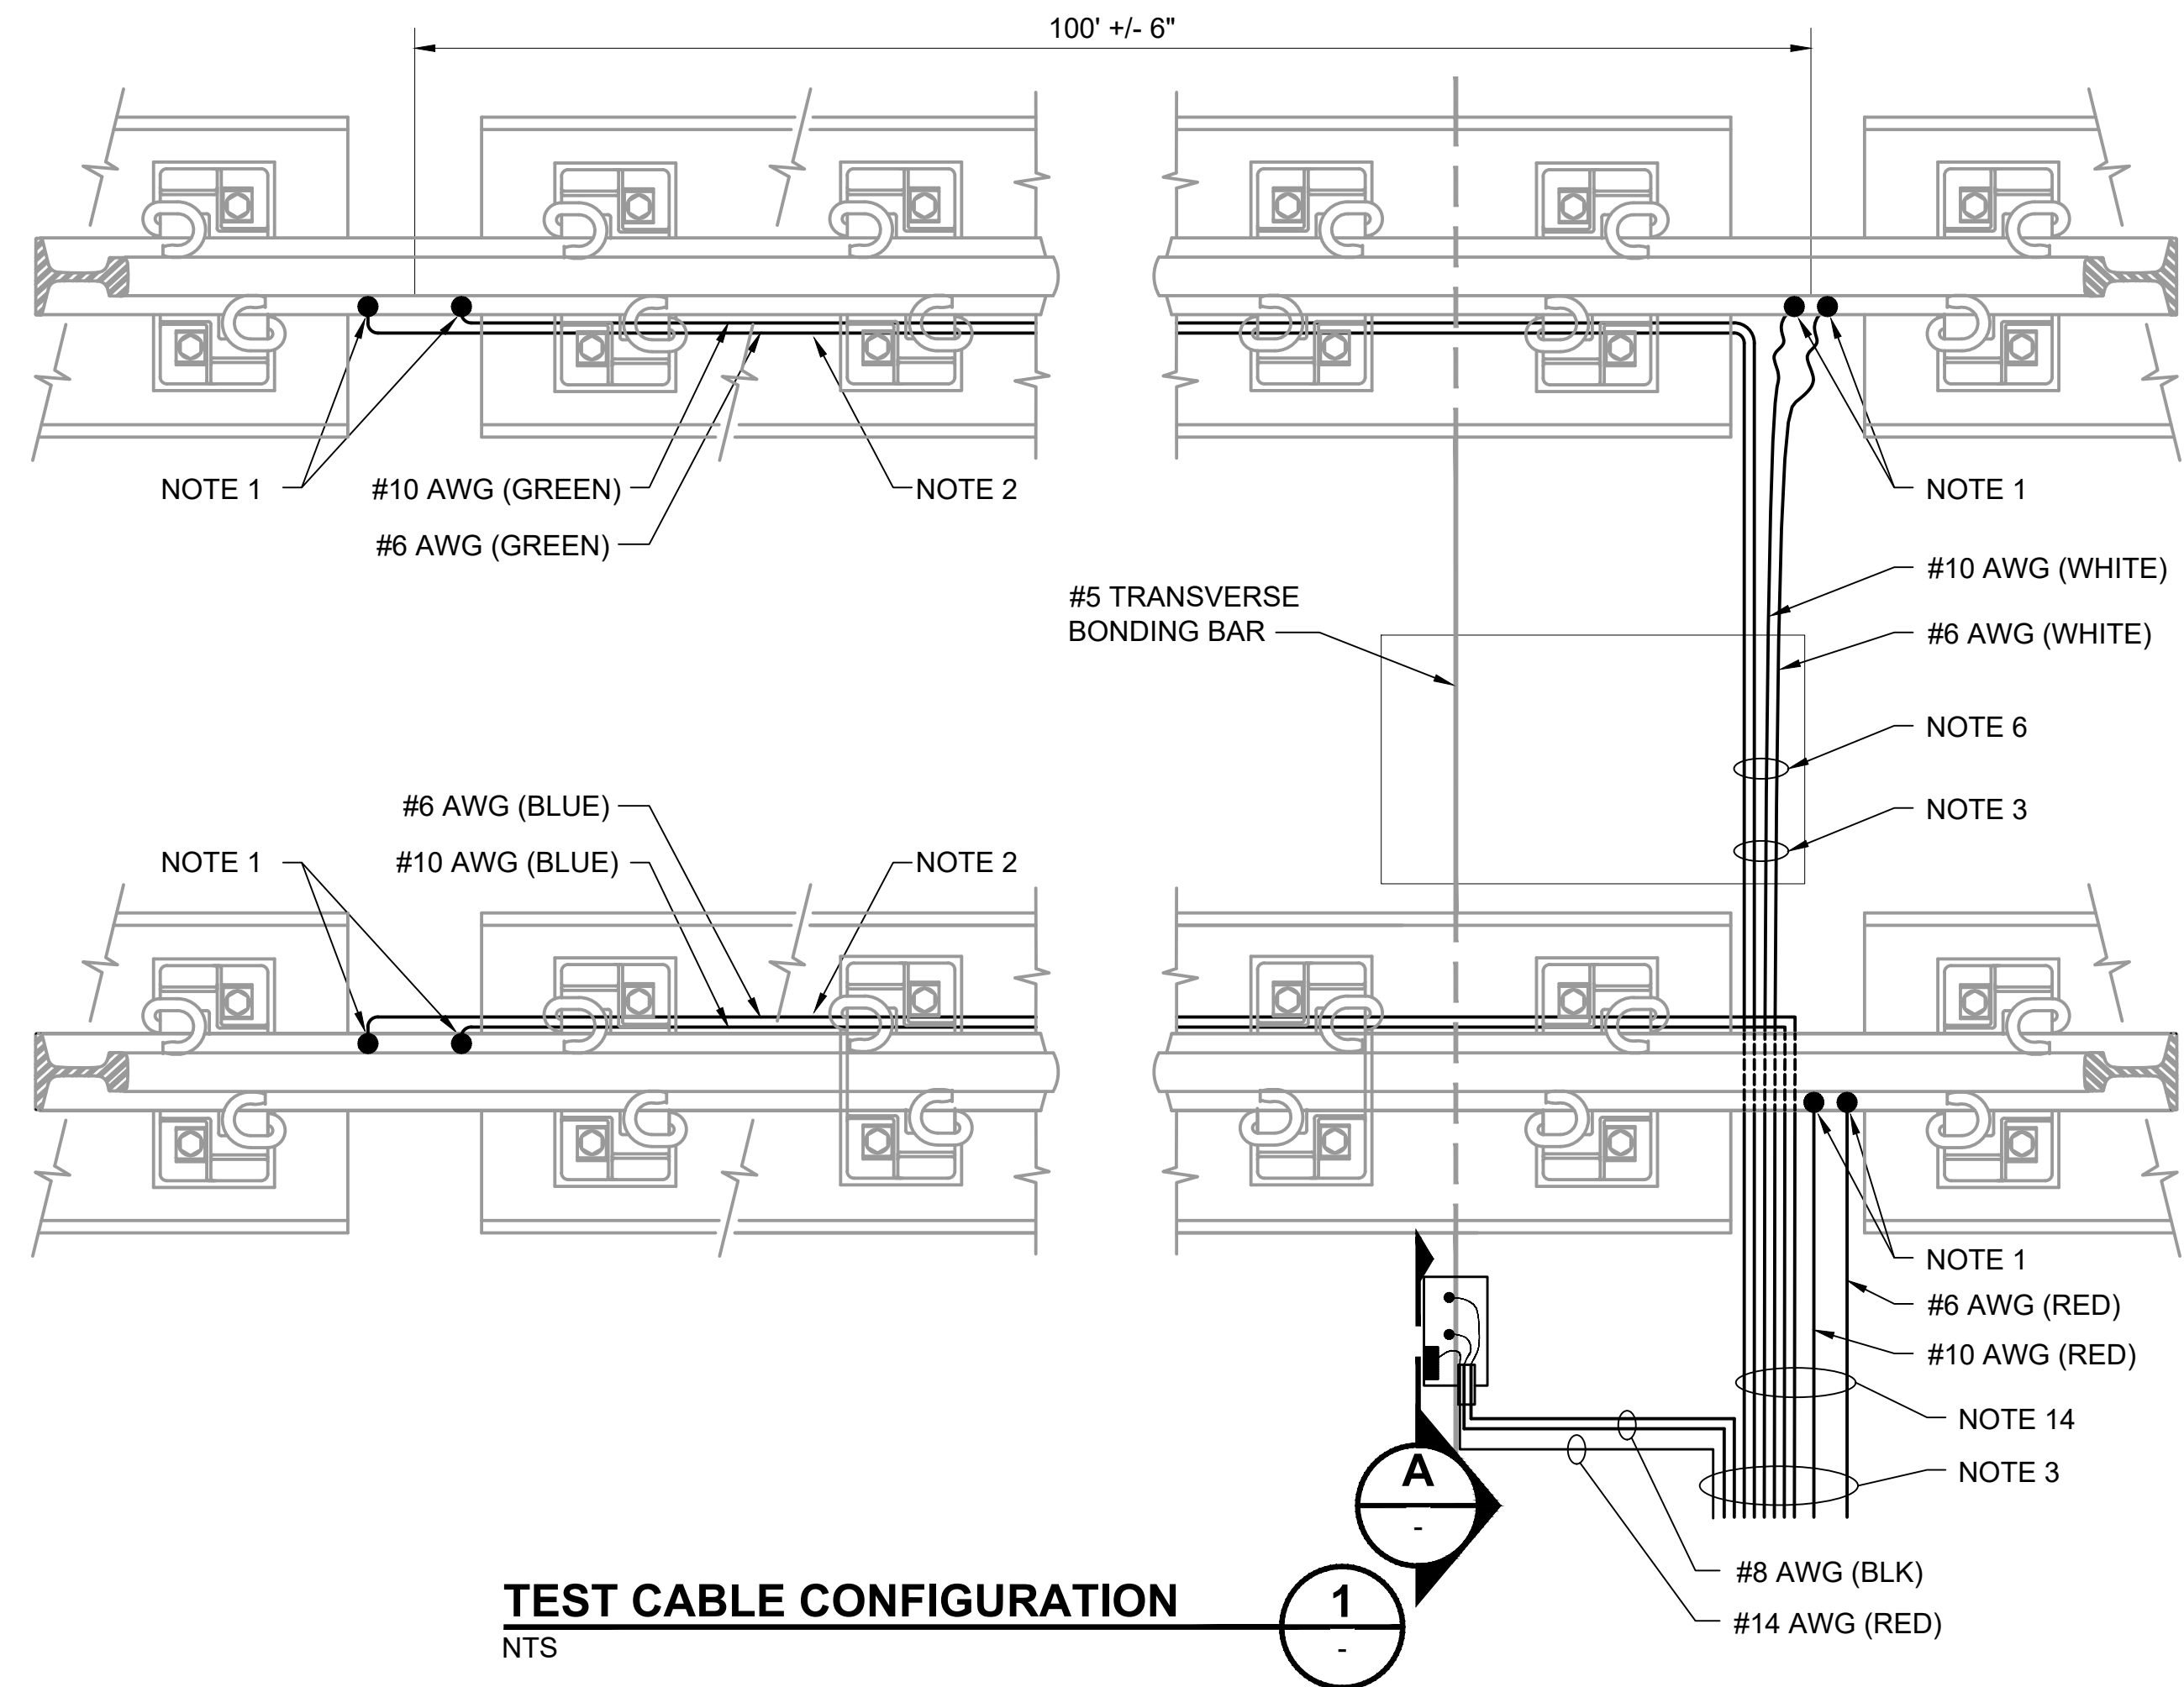 100' +/- 6"
NOTE 1
#10 AWG (GREEN)
NOTE 2
NOTE 1
#6 AWG (GREEN)
#10 AWG (WHITE)
#5 TRANSVERSE
BONDING BAR
#6 AWG (WHITE)
NOTE 6
NOTE 3
#6 AWG (BLUE)
NOTE 1
#10 AWG (BLUE)
NOTE 2
NOTE 1
#6 AWG (RED)
#10 AWG (RED)
NOTE 14
NOTE 3
A
-
#8 AWG (BLK)
#14 AWG (RED)
TEST CABLE CONFIGURATION
NTS
1
-